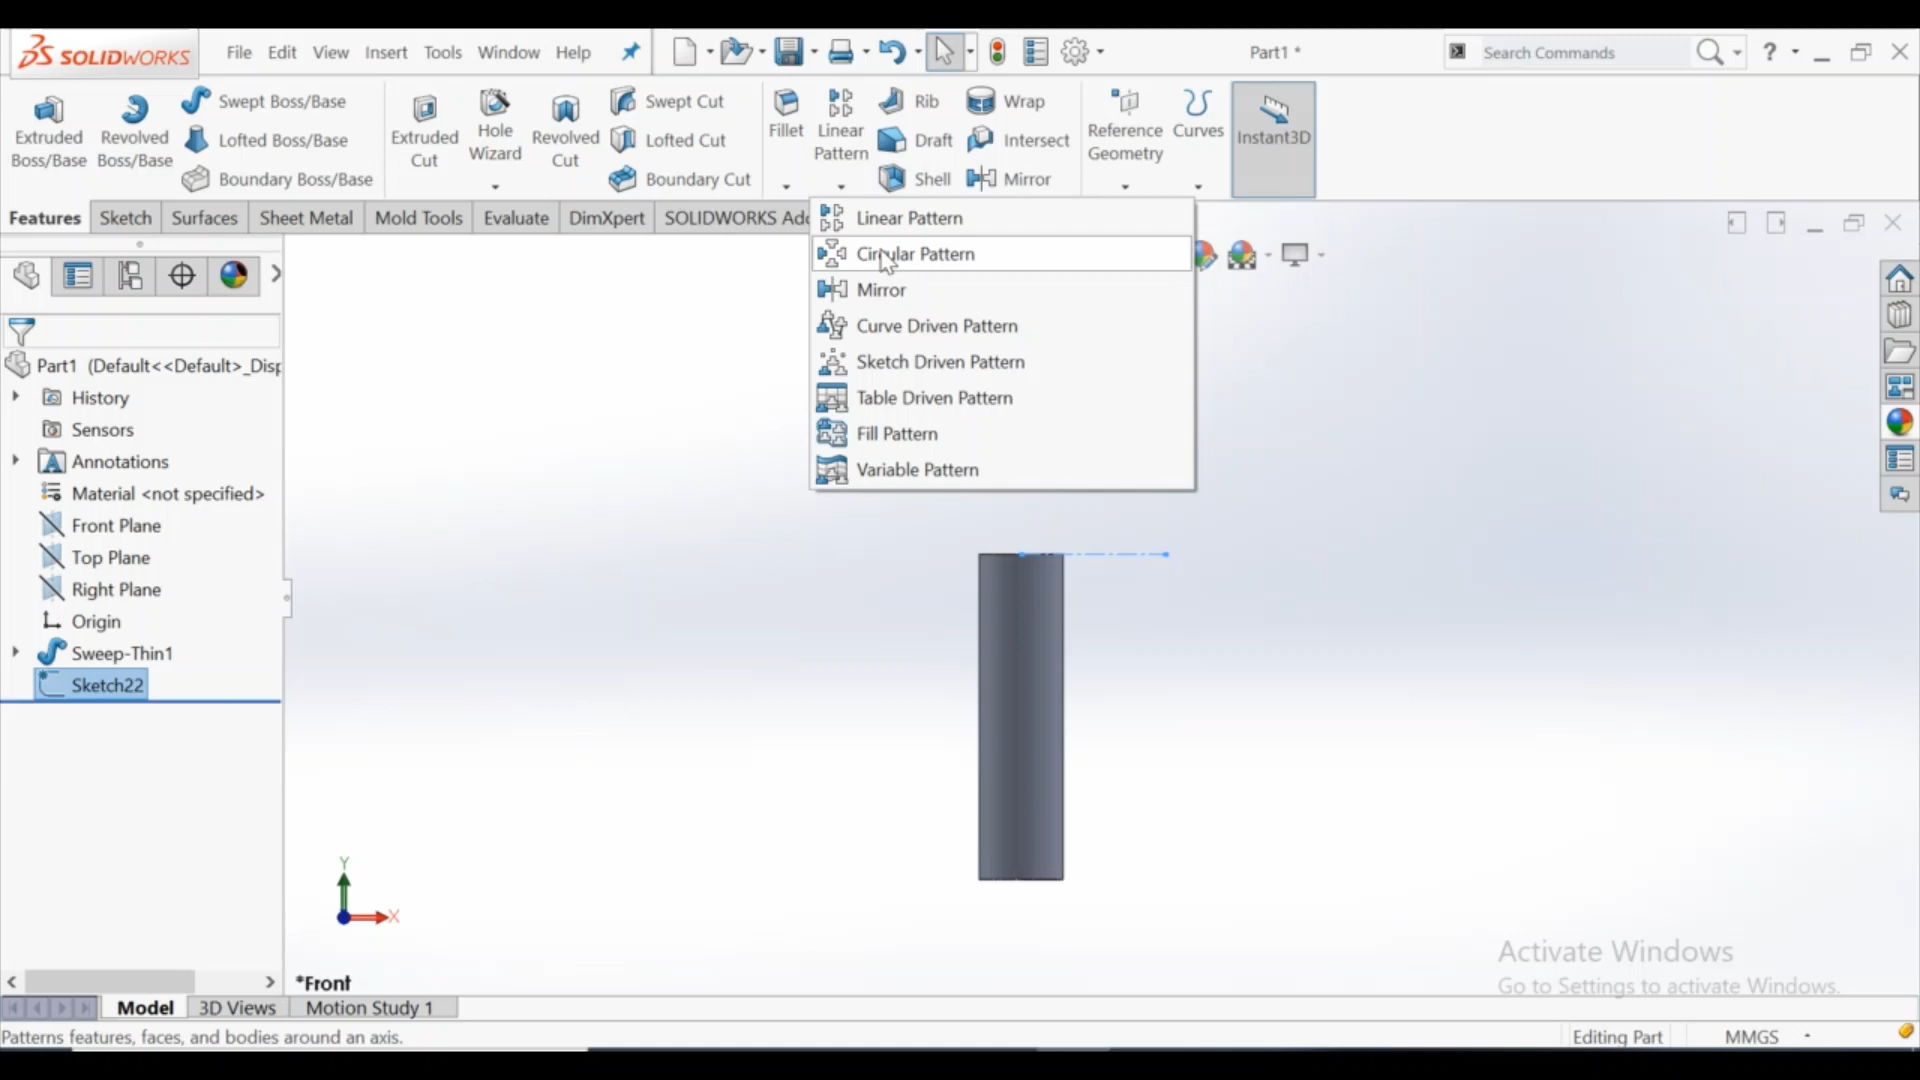 SOLIDWORKS File Edit View Insert Tools Window Help Part1 * Search Commands ?
Extruded Boss/Base
Revolved Boss/Base
Swept Boss/Base
Lofted Boss/Base
Boundary Boss/Base
Extruded Cut
Hole Wizard
Revolved Cut
Swept Cut
Lofted Cut
Boundary Cut
Fillet
Linear Pattern
Rib
Draft
Shell
Wrap
Intersect
Mirror
Reference Geometry
Curves
Instant3D
Features Sketch Surfaces Sheet Metal Mold Tools Evaluate DimXpert SOLIDWORKS Add
Linear Pattern
Circular Pattern
Mirror
Curve Driven Pattern
Sketch Driven Pattern
Table Driven Pattern
Fill Pattern
Variable Pattern
Part1 (Default<<Default>_Disp
History
Sensors
Annotations
Material <not specified>
Front Plane
Top Plane
Right Plane
Origin
Sweep-Thin1
Sketch22
Y
X
*Front
Activate Windows
Go to Settings to activate Windows.
Model 3D Views Motion Study 1
Patterns features, faces, and bodies around an axis. Editing Part MMGS